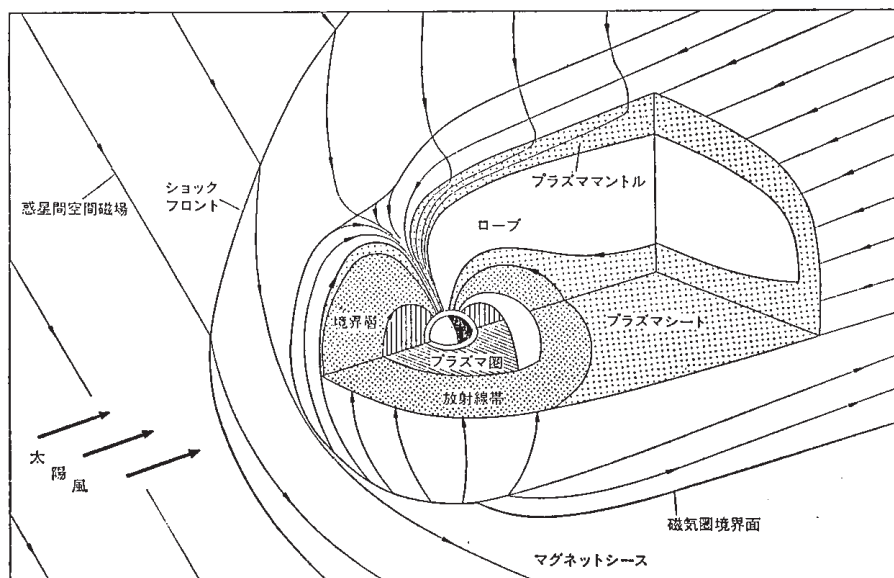 プラズママントル
ショック
フロント
惑星間空間磁場
ローブ
境界層
プラズマシート
プラズマ圏
放射線帯
太陽風
磁気圏境界面
マグネットシース